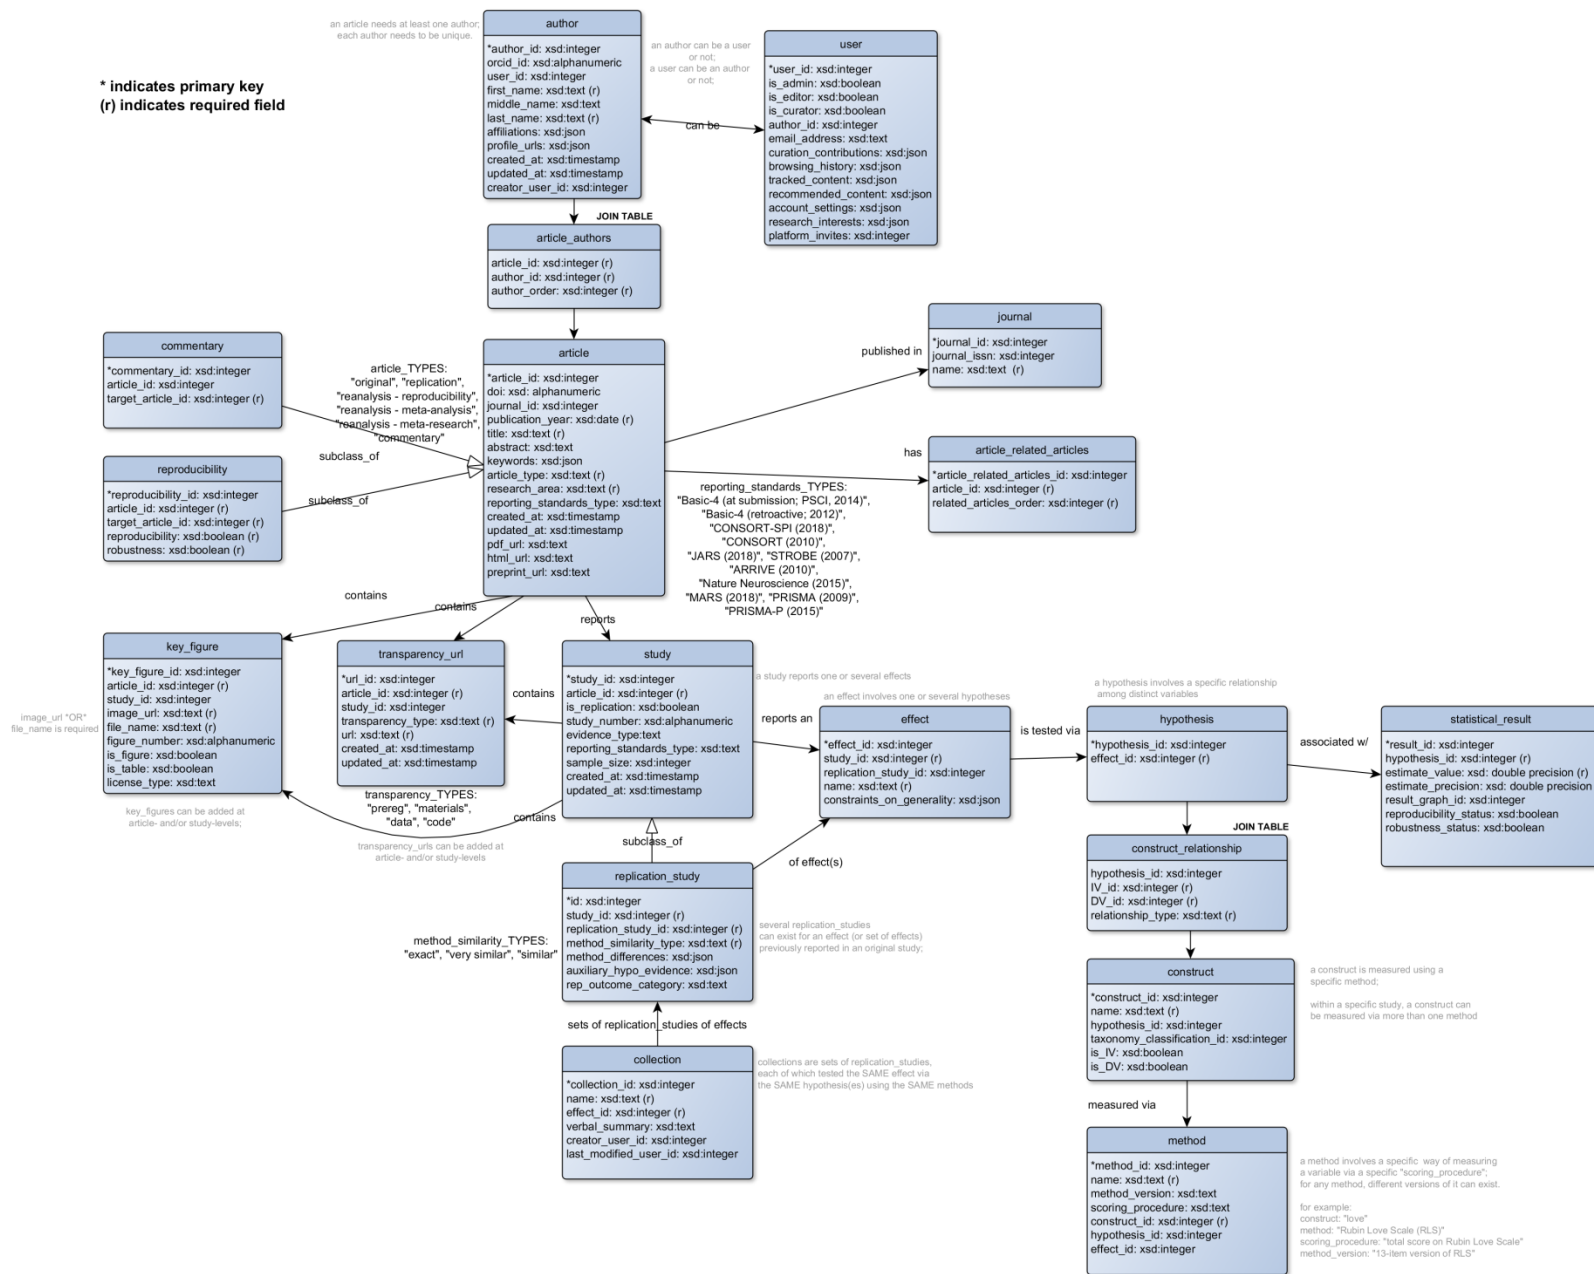 an article needs at least one author;
each author needs to be unique.
* indicates primary key
(r) indicates required field
author
*author_id: xsd:integer
orcid_id: xsd:alphanumeric
user_id: xsd:integer
first_name: xsd:text (r)
middle_name: xsd:text
last_name: xsd:text (r)
affiliations: xsd:json
profile_urls: xsd:json
created_at: xsd:timestamp
updated_at: xsd:timestamp
creator_user_id: xsd:integer
an author can be a user
or not;
a user can be an author
or not;
can be
user
*user_id: xsd:integer
is_admin: xsd:boolean
is_editor: xsd:boolean
is_curator: xsd:boolean
author_id: xsd:integer
email_address: xsd:text
curation_contributions: xsd:json
browsing_history: xsd:json
tracked_content: xsd:json
recommended_content: xsd:json
account_settings: xsd:json
research_interests: xsd:json
platform_invites: xsd:integer
JOIN TABLE
article_authors
article_id: xsd:integer (r)
author_id: xsd:integer (r)
author_order: xsd:integer (r)
commentary
*commentary_id: xsd:integer
article_id: xsd:integer
target_article_id: xsd:integer (r)
article_TYPES:
"original", "replication",
"reanalysis - reproducibility",
"reanalysis - meta-analysis",
"reanalysis - meta-research",
"commentary"
subclass_of
reproducibility
*reproducibility_id: xsd:integer
article_id: xsd:integer (r)
target_article_id: xsd:integer (r)
reproducibility: xsd:boolean (r)
robustness: xsd:boolean (r)
subclass_of
article
*article_id: xsd:integer
doi: xsd: alphanumeric
journal_id: xsd:integer
publication_year: xsd:date (r)
title: xsd:text (r)
abstract: xsd:text
keywords: xsd:json
article_type: xsd:text (r)
research_area: xsd:text (r)
reporting_standards_type: xsd:text
created_at: xsd:timestamp
updated_at: xsd:timestamp
pdf_url: xsd:text
html_url: xsd:text
preprint_url: xsd:text
published in
journal
*journal_id: xsd:integer
journal_issn: xsd:integer
name: xsd:text  (r)
has
article_related_articles
*article_related_articles_id: xsd:integer
article_id: xsd:integer (r)
related_articles_order: xsd:integer (r)
reporting_standards_TYPES:
"Basic-4 (at submission; PSCI, 2014)",
"Basic-4 (retroactive; 2012)",
"CONSORT-SPI (2018)",
"CONSORT (2010)",
"JARS (2018)", "STROBE (2007)",
"ARRIVE (2010)",
"Nature Neuroscience (2015)",
"MARS (2018)", "PRISMA (2009)",
"PRISMA-P (2015)"
contains
contains
reports
image_url "OR"
file_name is required
key_figure
*key_figure_id: xsd:integer
article_id: xsd:integer (r)
study_id: xsd:integer
image_url: xsd:text (r)
file_name: xsd:text (r)
figure_number: xsd:alphanumeric
is_figure: xsd:boolean
is_table: xsd:boolean
license_type: xsd:text
key_figures can be added at
article- and/or study-levels;
transparency_url
*url_id: xsd:integer
article_id: xsd:integer (r)
study_id: xsd:integer
transparency_type: xsd:text (r)
url: xsd:text (r)
created_at: xsd:timestamp
updated_at: xsd:timestamp
transparency_TYPES:
"prereg", "materials",
"data", "code"
transparency_urls can be added at
article- and/or study-levels
contains
contains
study
*study_id: xsd:integer
article_id: xsd:integer (r)
is_replication: xsd:boolean
study_number: xsd:alphanumeric
evidence_type:text
reporting_standards_type: xsd:text
sample_size: xsd:integer
created_at: xsd:timestamp
updated_at: xsd:timestamp
a study reports one or several effects
reports an
an effect involves one or several hypotheses
effect
*effect_id: xsd:integer
study_id: xsd:integer (r)
replication_study_id: xsd:integer
name: xsd:text (r)
constraints_on_generality: xsd:json
is tested via
a hypothesis involves a specific relationship
among distinct variables
hypothesis
*hypothesis_id: xsd:integer
effect_id: xsd:integer (r)
associated w/
statistical_result
*result_id: xsd:integer
hypothesis_id: xsd:integer (r)
estimate_value: xsd: double precision (r)
estimate_precision: xsd: double precision
result_graph_id: xsd:integer
reproducibility_status: xsd:boolean
robustness_status: xsd:boolean
subclass_of
of effect(s)
method_similarity_TYPES:
"exact", "very similar", "similar"
replication_study
*id: xsd:integer
study_id: xsd:integer (r)
replication_study_id: xsd:integer (r)
method_similarity_type: xsd:text (r)
method_differences: xsd:json
auxiliary_hypo_evidence: xsd:json
rep_outcome_category: xsd:text
several replication_studies
can exist for an effect (or set of effects)
previously reported in an original study;
sets of replication_studies of effects
collection
*collection_id: xsd:integer
name: xsd:text (r)
effect_id: xsd:integer (r)
verbal_summary: xsd:text
creator_user_id: xsd:integer
last_modified_user_id: xsd:integer
collections are sets of replication_studies,
each of which tested the SAME effect via
the SAME hypothesis(es) using the SAME methods
JOIN TABLE
construct_relationship
hypothesis_id: xsd:integer
IV_id: xsd:integer (r)
DV_id: xsd:integer (r)
relationship_type: xsd:text (r)
construct
*construct_id: xsd:integer
name: xsd:text (r)
hypothesis_id: xsd:integer
taxonomy_classification_id: xsd:integer
is_IV: xsd:boolean
is_DV: xsd:boolean
a construct is measured using a
specific method;
within a specific study, a construct can
be measured via more than one method
measured via
method
*method_id: xsd:integer
name: xsd:text (r)
method_version: xsd:text
scoring_procedure: xsd:text
construct_id: xsd:integer (r)
hypothesis_id: xsd:integer
effect_id: xsd:integer
a method involves a specific  way of measuring
a variable via a specific "scoring_procedure";
for any method, different versions of it can exist.
for example:
construct: "love"
method: "Rubin Love Scale (RLS)"
scoring_procedure: "total score on Rubin Love Scale"
method_version: "13-item version of RLS"